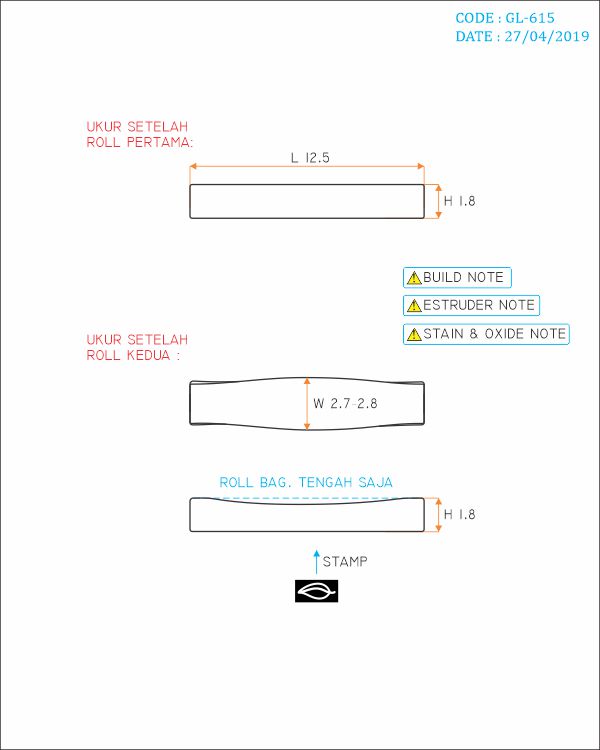 CODE : GL-615
DATE : 27/04/2019
UKUR SETELAH
ROLL PERTAMA:
L 12.5
H 1.8
BUILD NOTE
ESTRUDER NOTE
STAIN & OXIDE NOTE
UKUR SETELAH
ROLL KEDUA :
W 2.7-2.8
ROLL BAG. TENGAH SAJA
H 1.8
STAMP